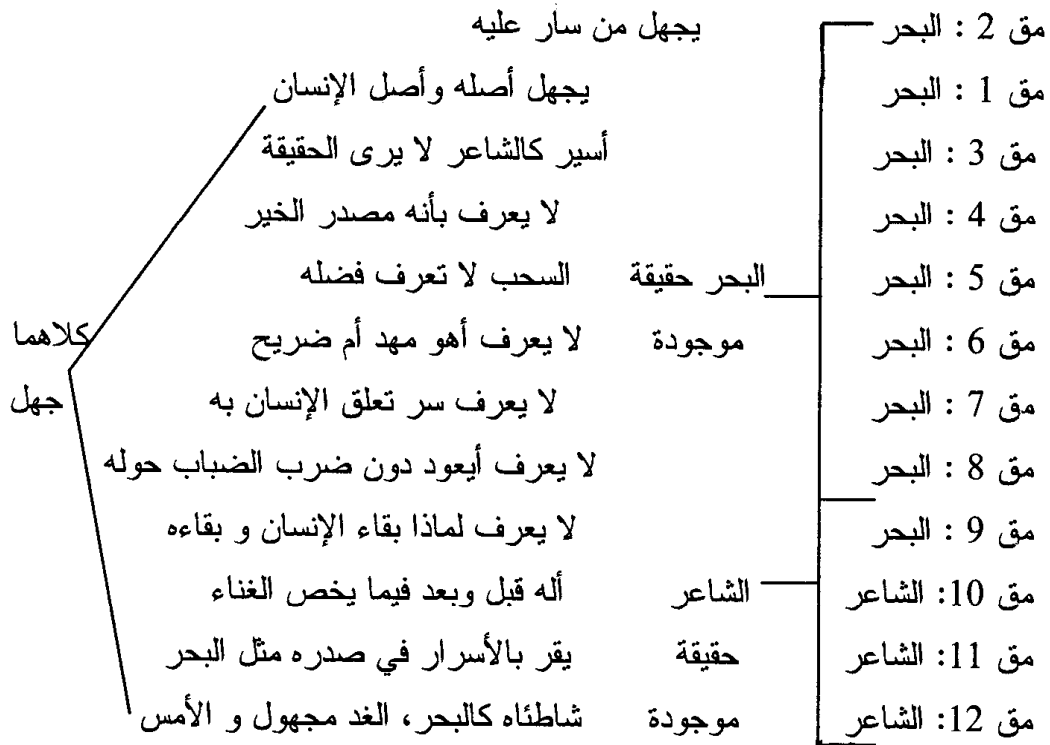 مق 2 : البحر يجهل من سار عليه
مق 1 : البحر يجهل أصله وأصل الإنسان
مق 3 : البحر أسير كالشاعر لا يرى الحقيقة
مق 4 : البحر لا يعرف بأنه مصدر الخير
مق 5 : البحر البحر حقيقة السحب لا تعرف فضله
مق 6 : البحر موجودة لا يعرف أهو مهد أم ضريح كلاهما
مق 7 : البحر لا يعرف سر تعلق الإنسان به جهل
مق 8 : البحر لا يعرف أيعود دون ضرب الضباب حوله
مق 9 : البحر لا يعرف لماذا بقاء الإنسان و بقاءه
مق 10: الشاعر الشاعر أله قبل وبعد فيما يخص الغناء
مق 11: الشاعر حقيقة يقر بالأسرار في صدره مثل البحر
مق 12: الشاعر موجودة شاطئاه كالبحر، الغد مجهول و الأمس